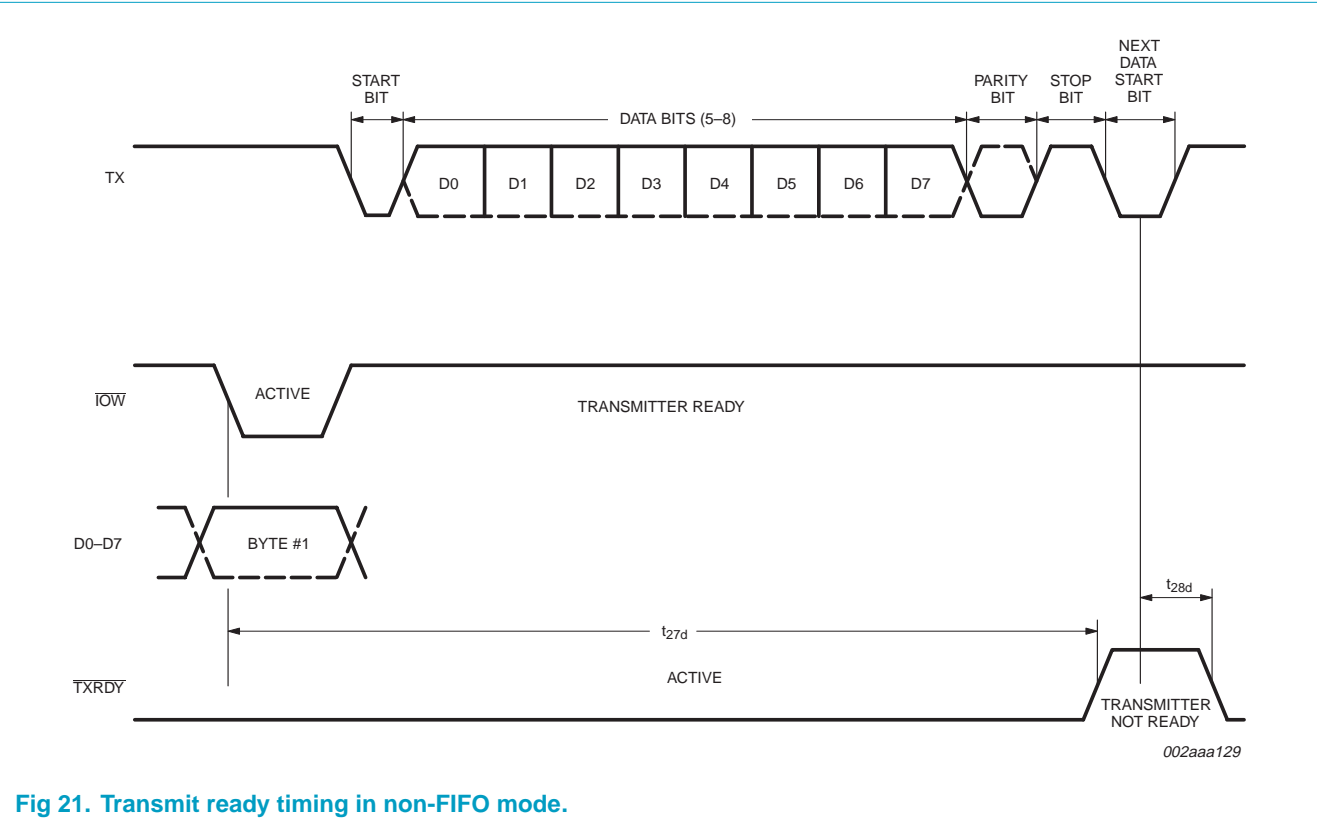 NEXT
DATA
START
BIT
START
BIT
PARITY
BIT
STOP
BIT
DATA BITS (5–8)
TX
D0 D1 D2 D3 D4 D5 D6 D7
IOW
ACTIVE
TRANSMITTER READY
D0–D7
BYTE #1
t28d
t27d
TXRDY
ACTIVE
TRANSMITTER
NOT READY
002aaa129
Fig 21. Transmit ready timing in non-FIFO mode.